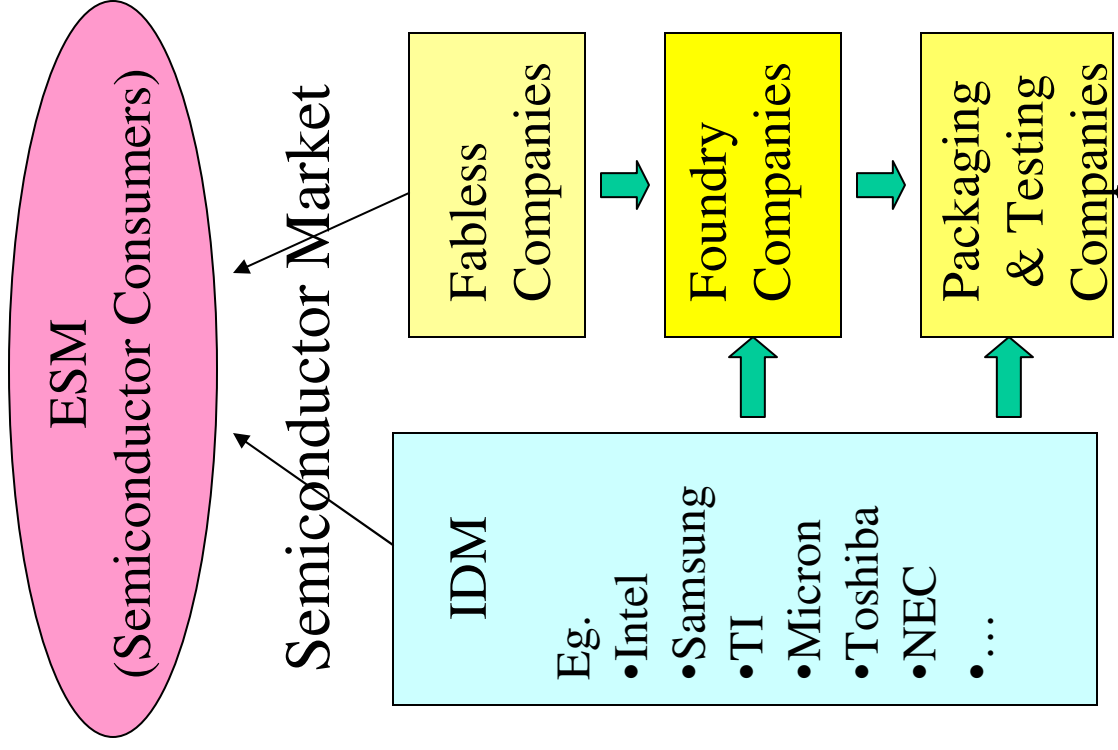 ESM
(Semiconductor Consumers)
Semiconductor Market
IDM
Eg.
•Intel
•Samsung
•TI
•Micron
•Toshiba
•NEC
•…
Fabless
Companies
Foundry
Companies
Packaging
& Testing
Companies